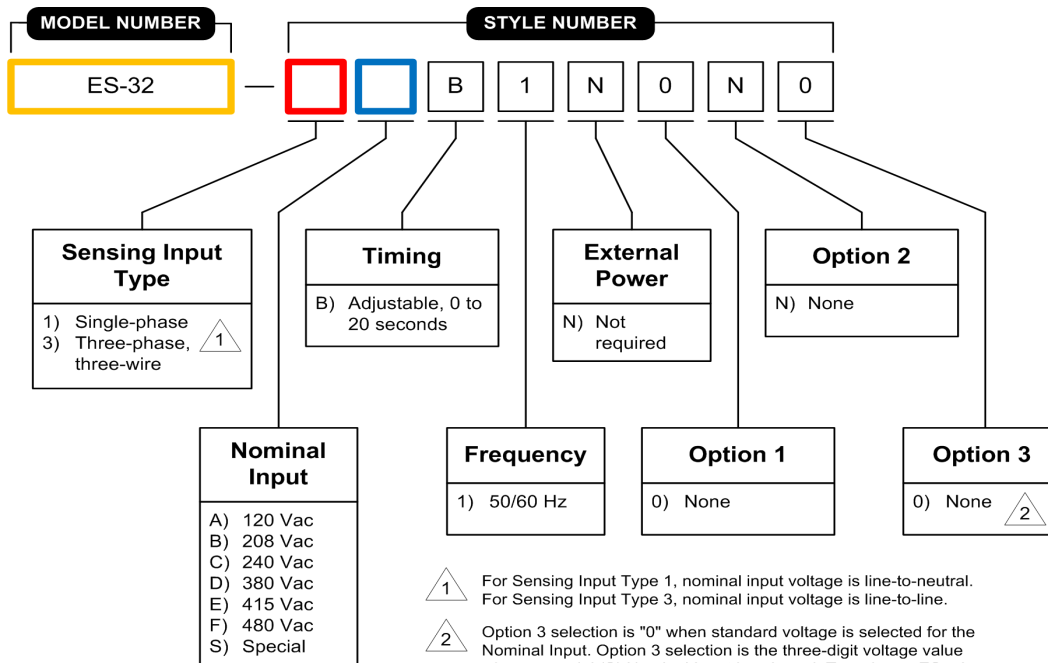 MODEL NUMBER
STYLE NUMBER
ES-32
—
B
1
N
0
N
0
Sensing Input
Type
1) Single-phase
3) Three-phase,
three-wire
1
Timing
B) Adjustable, 0 to
20 seconds
External
Power
N) Not
required
Option 2
N) None
Nominal
Input
A) 120 Vac
B) 208 Vac
C) 240 Vac
D) 380 Vac
E) 415 Vac
F) 480 Vac
S) Special
Frequency
1) 50/60 Hz
Option 1
0) None
Option 3
0) None
2
1
For Sensing Input Type 1, nominal input voltage is line-to-neutral.
For Sensing Input Type 3, nominal input voltage is line-to-line.
2
Option 3 selection is "0" when standard voltage is selected for the
Nominal Input. Option 3 selection is the three-digit voltage value